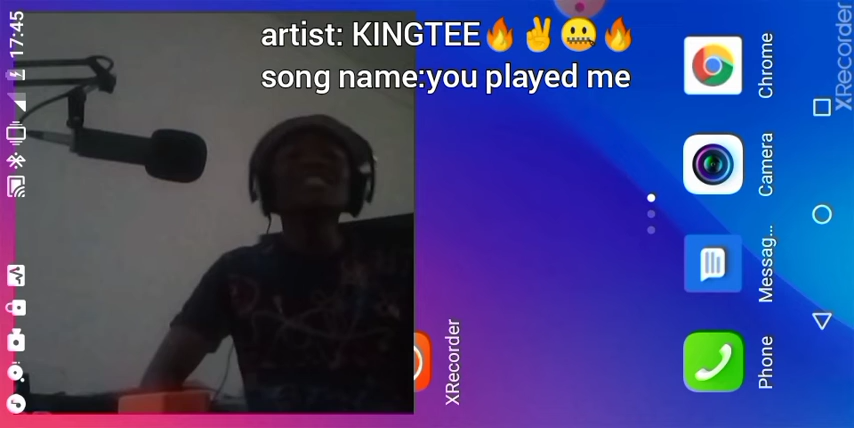 artist: KINGTEE🔥✌️🤐🔥
song name:you played me
17:45
XRecorder
Chrome
Camera
Messag...
Phone
XRecorder